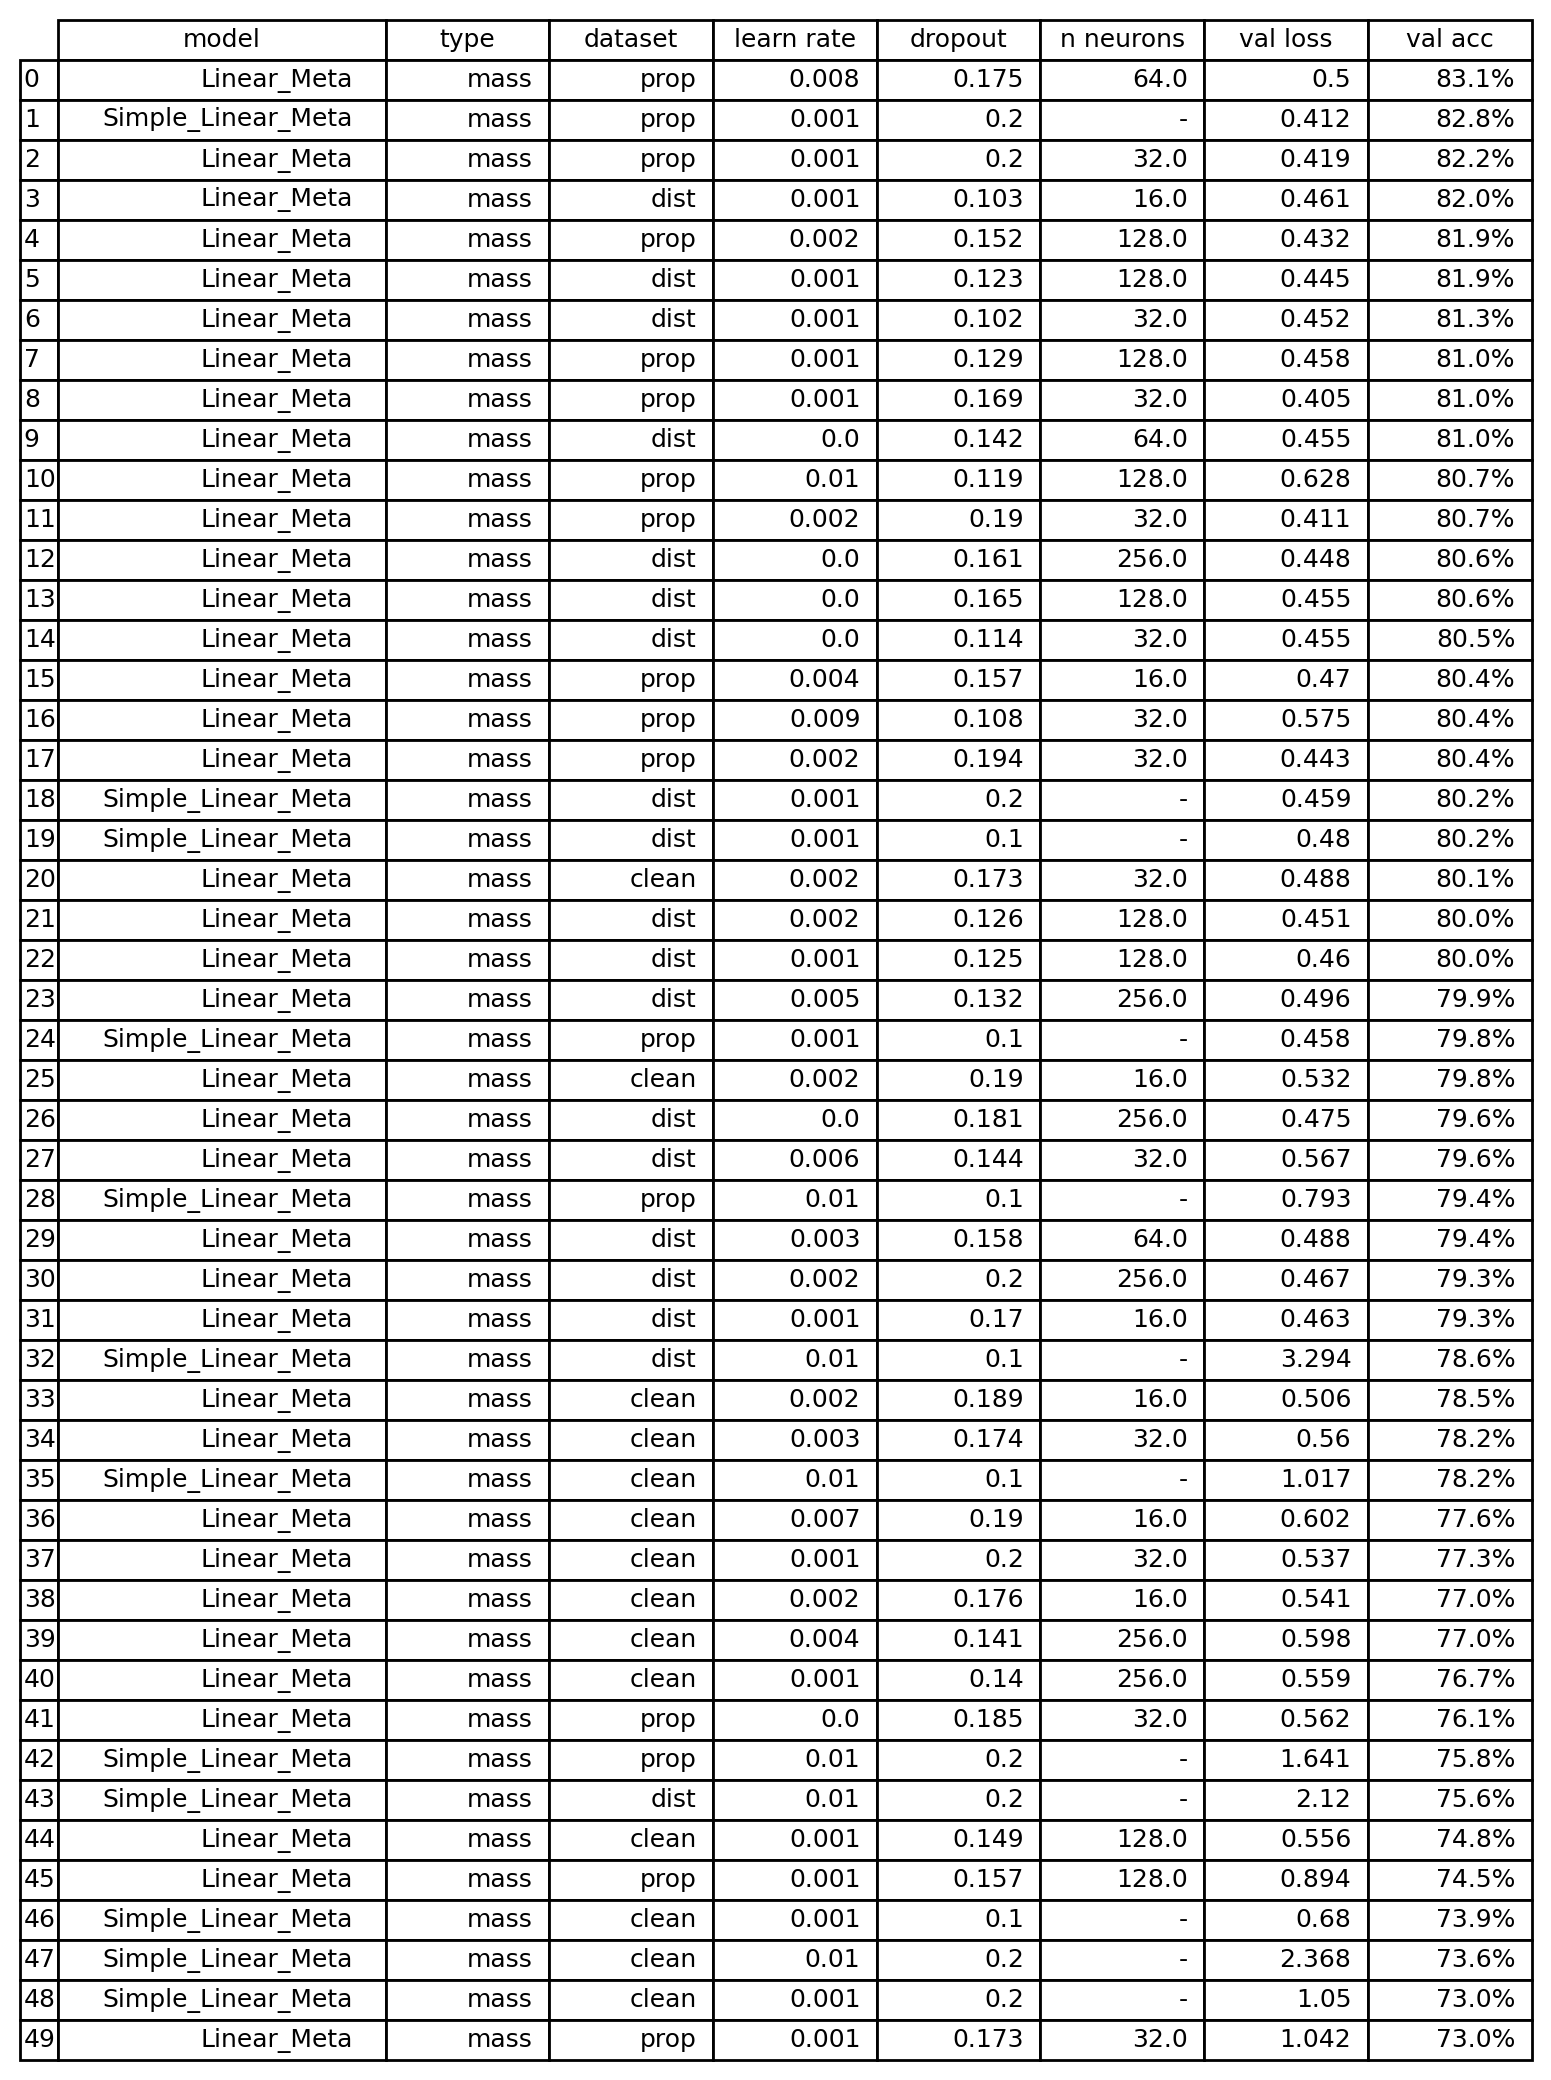 model type dataset learn rate dropout n neurons val loss val acc
0 Linear_Meta mass prop 0.008 0.175 64.0 0.5 83.1%
1 Simple_Linear_Meta mass prop 0.001 0.2 - 0.412 82.8%
2 Linear_Meta mass prop 0.001 0.2 32.0 0.419 82.2%
3 Linear_Meta mass dist 0.001 0.103 16.0 0.461 82.0%
4 Linear_Meta mass prop 0.002 0.152 128.0 0.432 81.9%
5 Linear_Meta mass dist 0.001 0.123 128.0 0.445 81.9%
6 Linear_Meta mass dist 0.001 0.102 32.0 0.452 81.3%
7 Linear_Meta mass prop 0.001 0.129 128.0 0.458 81.0%
8 Linear_Meta mass prop 0.001 0.169 32.0 0.405 81.0%
9 Linear_Meta mass dist 0.0 0.142 64.0 0.455 81.0%
10 Linear_Meta mass prop 0.01 0.119 128.0 0.628 80.7%
11 Linear_Meta mass prop 0.002 0.19 32.0 0.411 80.7%
12 Linear_Meta mass dist 0.0 0.161 256.0 0.448 80.6%
13 Linear_Meta mass dist 0.0 0.165 128.0 0.455 80.6%
14 Linear_Meta mass dist 0.0 0.114 32.0 0.455 80.5%
15 Linear_Meta mass prop 0.004 0.157 16.0 0.47 80.4%
16 Linear_Meta mass prop 0.009 0.108 32.0 0.575 80.4%
17 Linear_Meta mass prop 0.002 0.194 32.0 0.443 80.4%
18 Simple_Linear_Meta mass dist 0.001 0.2 - 0.459 80.2%
19 Simple_Linear_Meta mass dist 0.001 0.1 - 0.48 80.2%
20 Linear_Meta mass clean 0.002 0.173 32.0 0.488 80.1%
21 Linear_Meta mass dist 0.002 0.126 128.0 0.451 80.0%
22 Linear_Meta mass dist 0.001 0.125 128.0 0.46 80.0%
23 Linear_Meta mass dist 0.005 0.132 256.0 0.496 79.9%
24 Simple_Linear_Meta mass prop 0.001 0.1 - 0.458 79.8%
25 Linear_Meta mass clean 0.002 0.19 16.0 0.532 79.8%
26 Linear_Meta mass dist 0.0 0.181 256.0 0.475 79.6%
27 Linear_Meta mass dist 0.006 0.144 32.0 0.567 79.6%
28 Simple_Linear_Meta mass prop 0.01 0.1 - 0.793 79.4%
29 Linear_Meta mass dist 0.003 0.158 64.0 0.488 79.4%
30 Linear_Meta mass dist 0.002 0.2 256.0 0.467 79.3%
31 Linear_Meta mass dist 0.001 0.17 16.0 0.463 79.3%
32 Simple_Linear_Meta mass dist 0.01 0.1 - 3.294 78.6%
33 Linear_Meta mass clean 0.002 0.189 16.0 0.506 78.5%
34 Linear_Meta mass clean 0.003 0.174 32.0 0.56 78.2%
35 Simple_Linear_Meta mass clean 0.01 0.1 - 1.017 78.2%
36 Linear_Meta mass clean 0.007 0.19 16.0 0.602 77.6%
37 Linear_Meta mass clean 0.001 0.2 32.0 0.537 77.3%
38 Linear_Meta mass clean 0.002 0.176 16.0 0.541 77.0%
39 Linear_Meta mass clean 0.004 0.141 256.0 0.598 77.0%
40 Linear_Meta mass clean 0.001 0.14 256.0 0.559 76.7%
41 Linear_Meta mass prop 0.0 0.185 32.0 0.562 76.1%
42 Simple_Linear_Meta mass prop 0.01 0.2 - 1.641 75.8%
43 Simple_Linear_Meta mass dist 0.01 0.2 - 2.12 75.6%
44 Linear_Meta mass clean 0.001 0.149 128.0 0.556 74.8%
45 Linear_Meta mass prop 0.001 0.157 128.0 0.894 74.5%
46 Simple_Linear_Meta mass clean 0.001 0.1 - 0.68 73.9%
47 Simple_Linear_Meta mass clean 0.01 0.2 - 2.368 73.6%
48 Simple_Linear_Meta mass clean 0.001 0.2 - 1.05 73.0%
49 Linear_Meta mass prop 0.001 0.173 32.0 1.042 73.0%